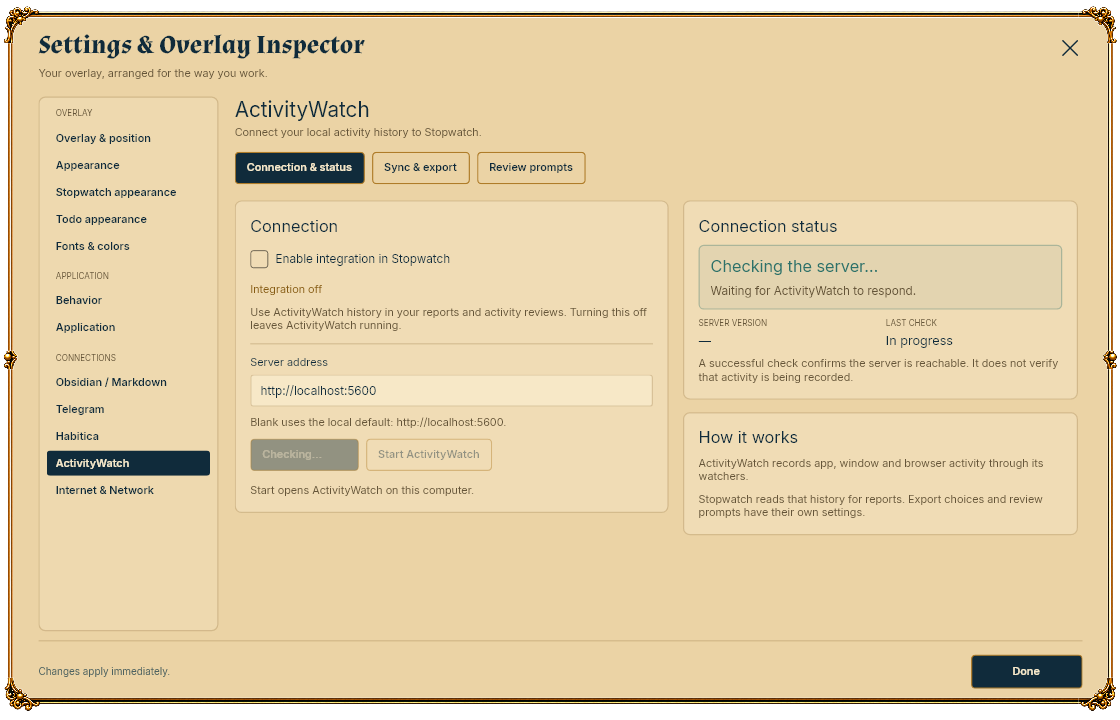 Settings & Overlay Inspector
Your overlay, arranged for the way you work.
OVERLAY
Overlay & position
Appearance
Stopwatch appearance
Todo appearance
Fonts & colors
APPLICATION
Behavior
Application
CONNECTIONS
Obsidian / Markdown
Telegram
Habitica
ActivityWatch
Internet & Network
ActivityWatch
Connect your local activity history to Stopwatch.
Connection & status
Sync & export
Review prompts
Connection
Enable integration in Stopwatch
Integration off
Use ActivityWatch history in your reports and activity reviews. Turning this off
leaves ActivityWatch running.
Server address
http://localhost:5600
Blank uses the local default: http://localhost:5600.
Checking...
Start ActivityWatch
Start opens ActivityWatch on this computer.
Connection status
Checking the server...
Waiting for ActivityWatch to respond.
SERVER VERSION
—
LAST CHECK
In progress
A successful check confirms the server is reachable. It does not verify
that activity is being recorded.
How it works
ActivityWatch records app, window and browser activity through its
watchers.
Stopwatch reads that history for reports. Export choices and review
prompts have their own settings.
Changes apply immediately.
Done